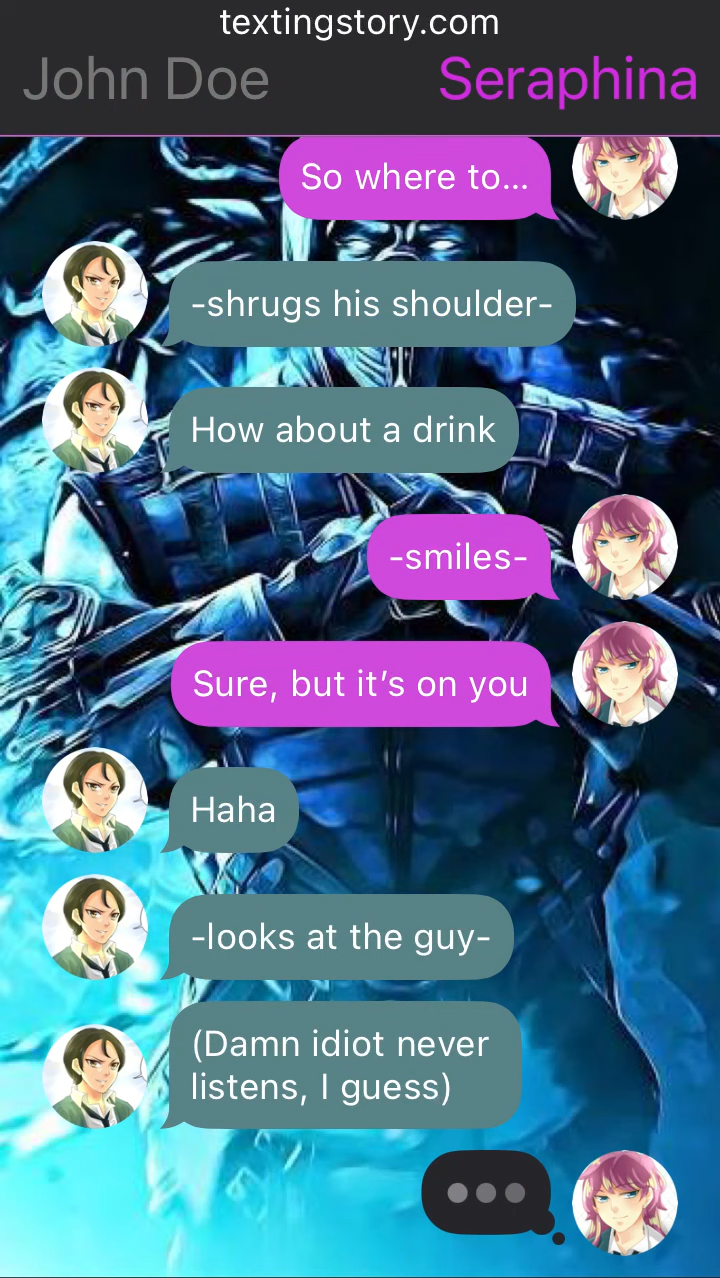 textingstory.com
John Doe Seraphina
So where to...
-shrugs his shoulder-
How about a drink
-smiles-
Sure, but it’s on you
Haha
-looks at the guy-
(Damn idiot never
listens, I guess)